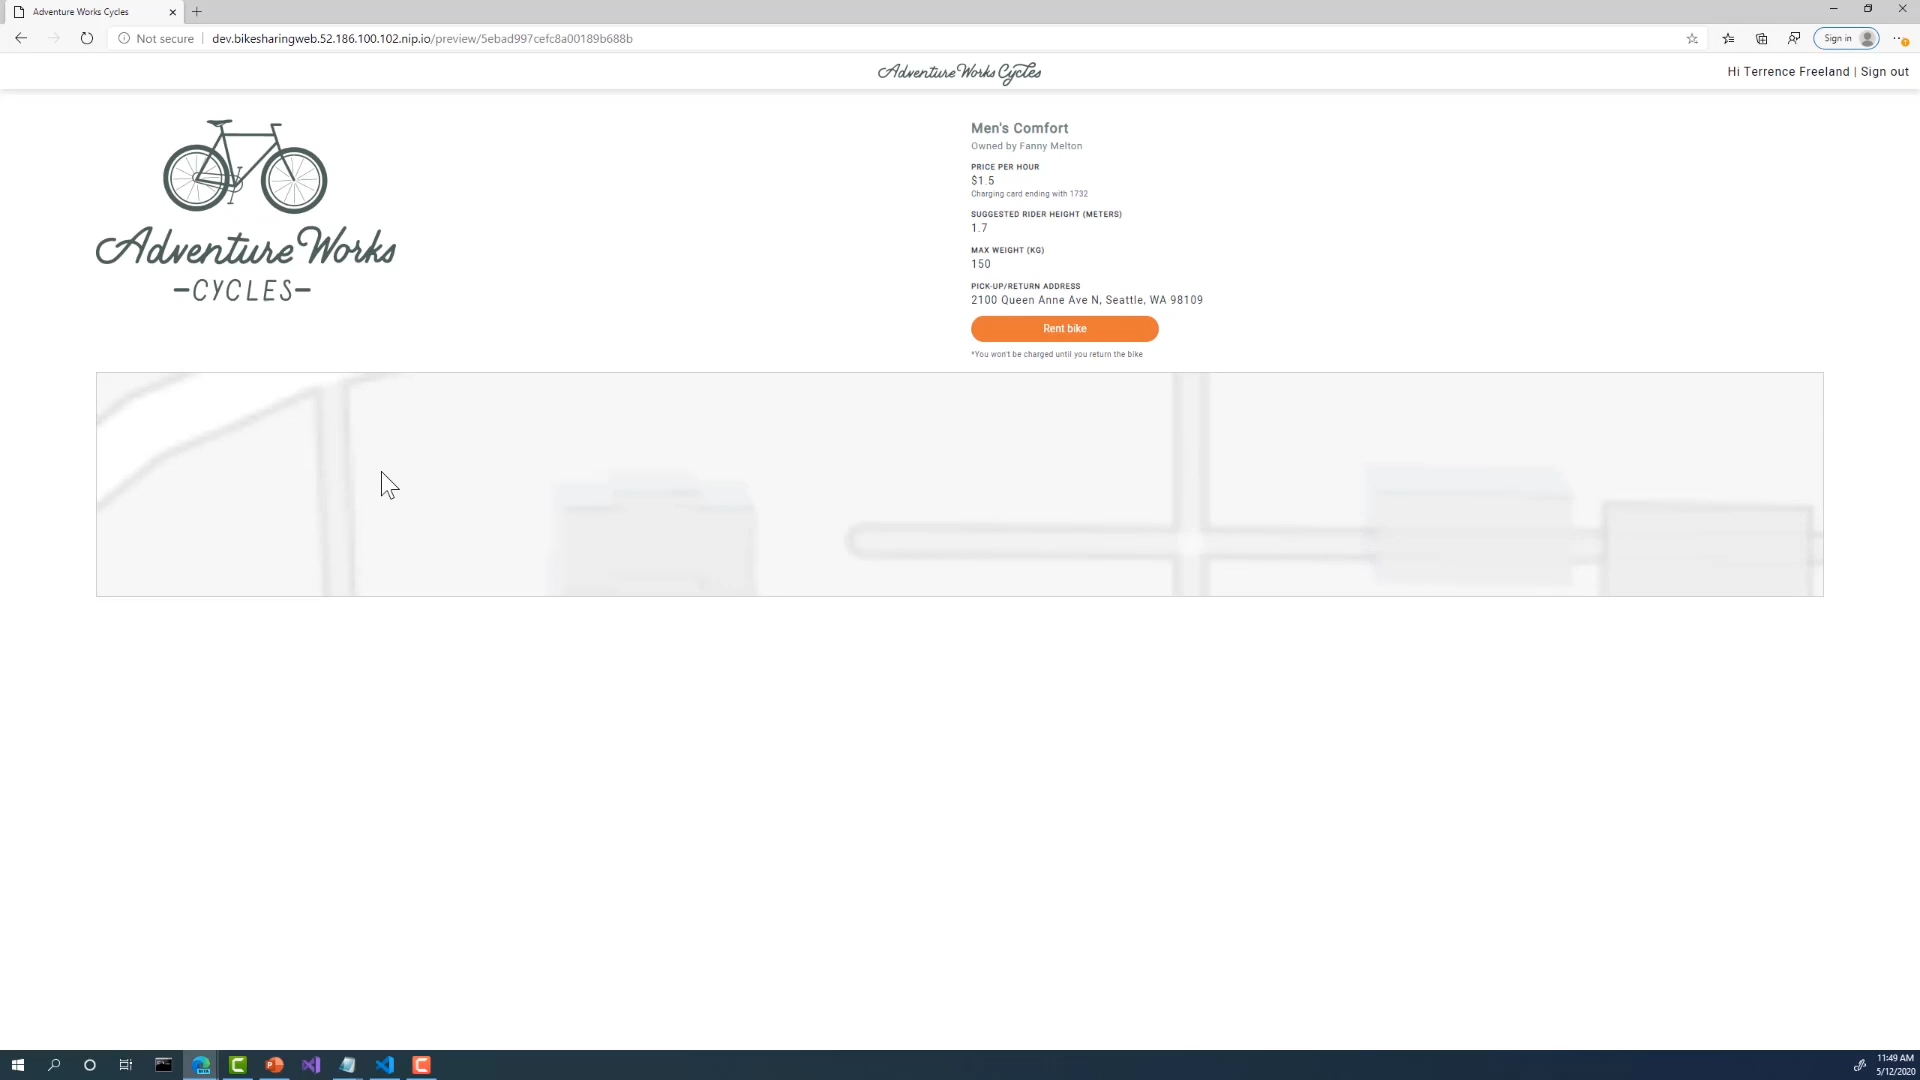 Adventure Works Cycles
Not secure
dev.bikesharingweb.52.186.100.102.nip.io/preview/5ebad997cefc8a00189b688b
Sign in
Adventure Works Cycles
Hi Terrence Freeland | Sign out
Adventure Works
-CYCLES-
Men's Comfort
Owned by Fanny Melton
PRICE PER HOUR
$1.5
Charging card ending with 1732
SUGGESTED RIDER HEIGHT (METERS)
1.7
MAX WEIGHT (KG)
150
PICK-UP/RETURN ADDRESS
2100 Queen Anne Ave N, Seattle, WA 98109
Rent bike
*You won't be charged until you return the bike
11:49 AM
5/12/2020